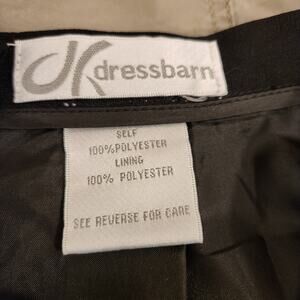 dressbarn
SELF
100%POLYESTER
LINING
100% POLYESTER
SEE REVERSE FOR CARE